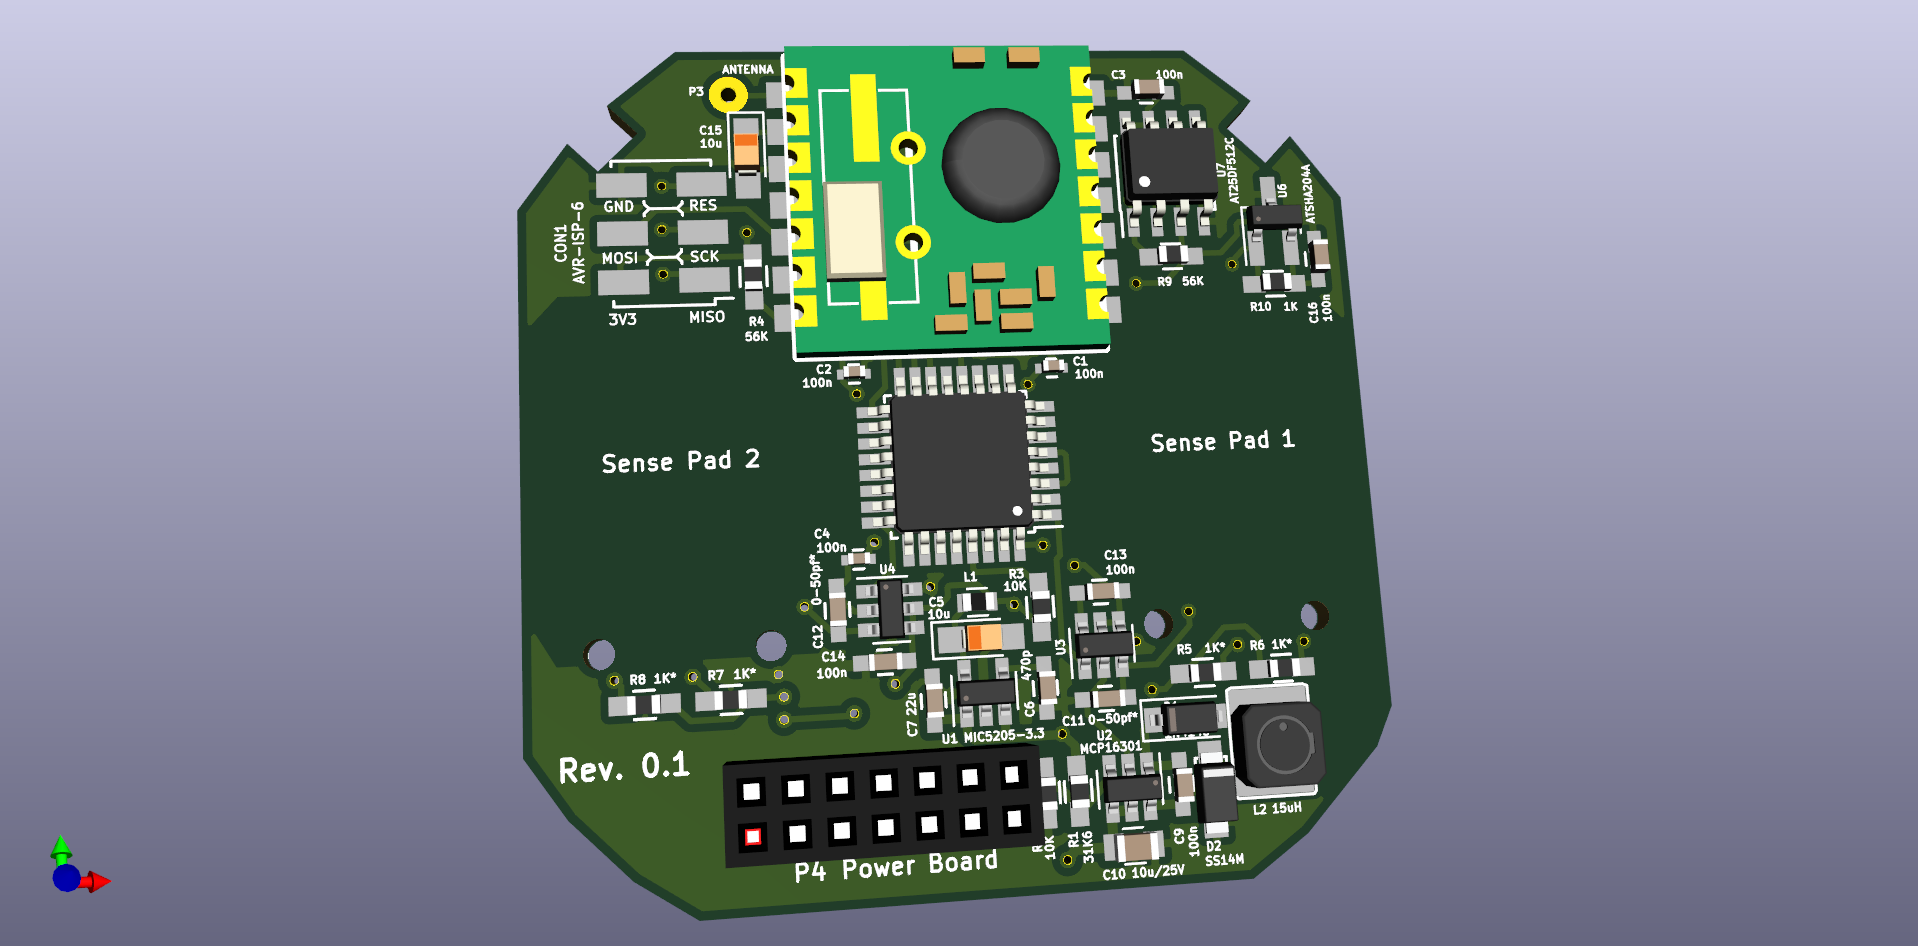 ANTENNA
P3
C15
10u
C3
100n
U7
AT25DF512C
U6
ATSHA204A
GND
RES
CON1
AVR-ISP-6
MOSI
SCK
3V3
MISO
R4
56K
R9 56K
R10 1K
C16
100n
C2
100n
C1
100n
Sense Pad 2
Sense Pad 1
C4
100n
0-50pf*
C12
U4
L1
R3
10K
C5
10u
C13
100n
U3
C14
100n
470p
C6
R5 1K*
R6 1K*
R8 1K*
R7 1K*
C7 22u
U1 MIC5205-3.3
C11 0-50pf*
U2
MCP16301
Rev. 0.1
L2 15uH
10K
R1
31K6
C9
100n
D2
SS14M
C10 10u/25V
P4 Power Board